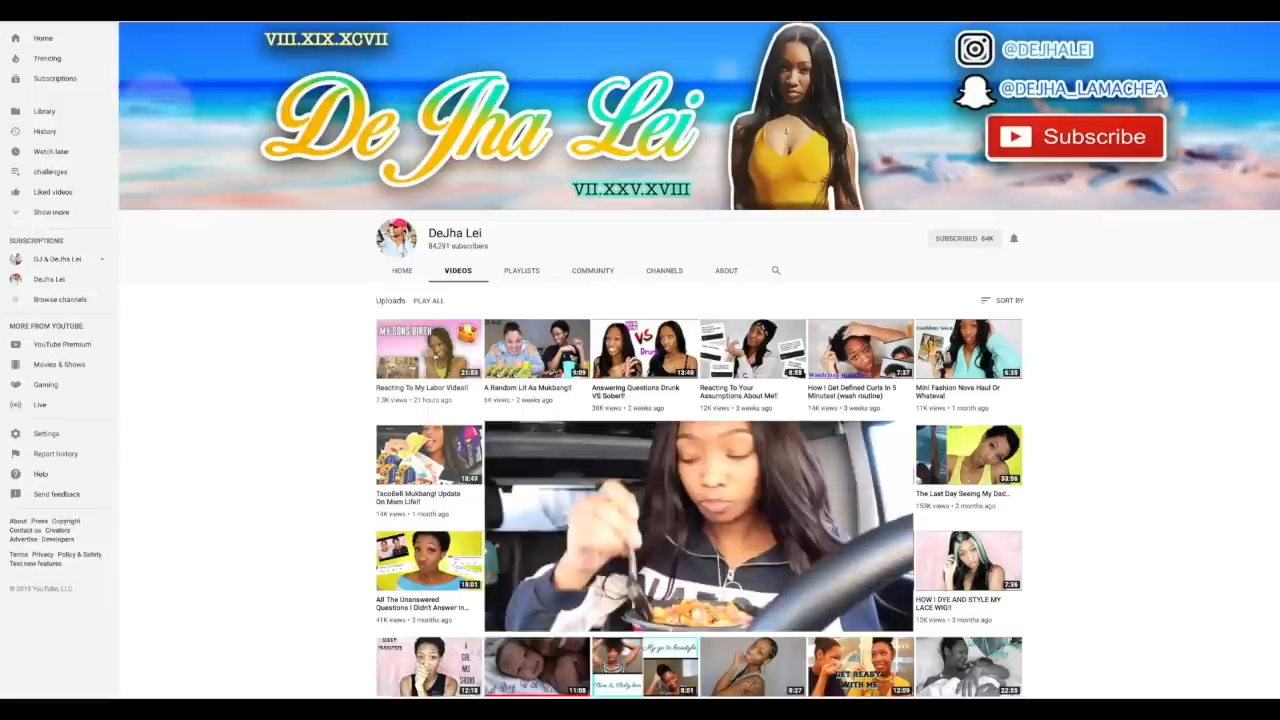 VIII.XIX.XCVII
DeJha Lei
VII.XXV.XVIII
@DEJHALEI
@DEJHA_LAMACHEA
Subscribe
Home
Trending
Subscriptions
Library
History
Watch later
challenges
Liked videos
Show more
SUBSCRIPTIONS
DJ & DeJha Lei
DeJha Lei
Browse channels
MORE FROM YOUTUBE
YouTube Premium
Movies & Shows
Gaming
Live
Settings
Report history
Help
Send feedback
About Press Copyright
Contact us Creators
Advertise Developers
Terms Privacy Policy & Safety
Test new features
© 2019 YouTube, LLC
DeJha Lei
84,291 subscribers
SUBSCRIBED 84K
HOME VIDEOS PLAYLISTS COMMUNITY CHANNELS ABOUT
Uploads PLAY ALL
SORT BY
MY SONS BIRTH
21:53
Reacting To My Labor Video!!
7.3K views • 21 hours ago
9:09
A Random Lit As Mukbang!!
6K views • 2 weeks ago
VS
13:49
Answering Questions Drunk
VS Sober!!
38K views • 2 weeks ago
8:55
Reacting To Your
Assumptions About Me!!
12K views • 3 weeks ago
7:37
How I Get Defined Curls In 5
Minutes! (wash routine)
14K views • 3 weeks ago
Fashion Nova
6:35
Mini Fashion Nova Haul Or
Whateva!
11K views • 1 month ago
18:43
TacoBell Mukbang! Update
On Mom Life!!
14K views • 1 month ago
33:56
The Last Day Seeing My Dad...
153K views • 2 months ago
15:01
All The Unanswered
Questions I Didn't Answer In...
41K views • 2 months ago
7:36
HOW I DYE AND STYLE MY
LACE WIG!!
12K views • 3 months ago
SLEEP
PARALYSIS
A
GIRL
WAS
SHOOK
12:18
11:08
My go to hairstyle
8:01
8:27
GET READY
WITH ME
12:09
22:55